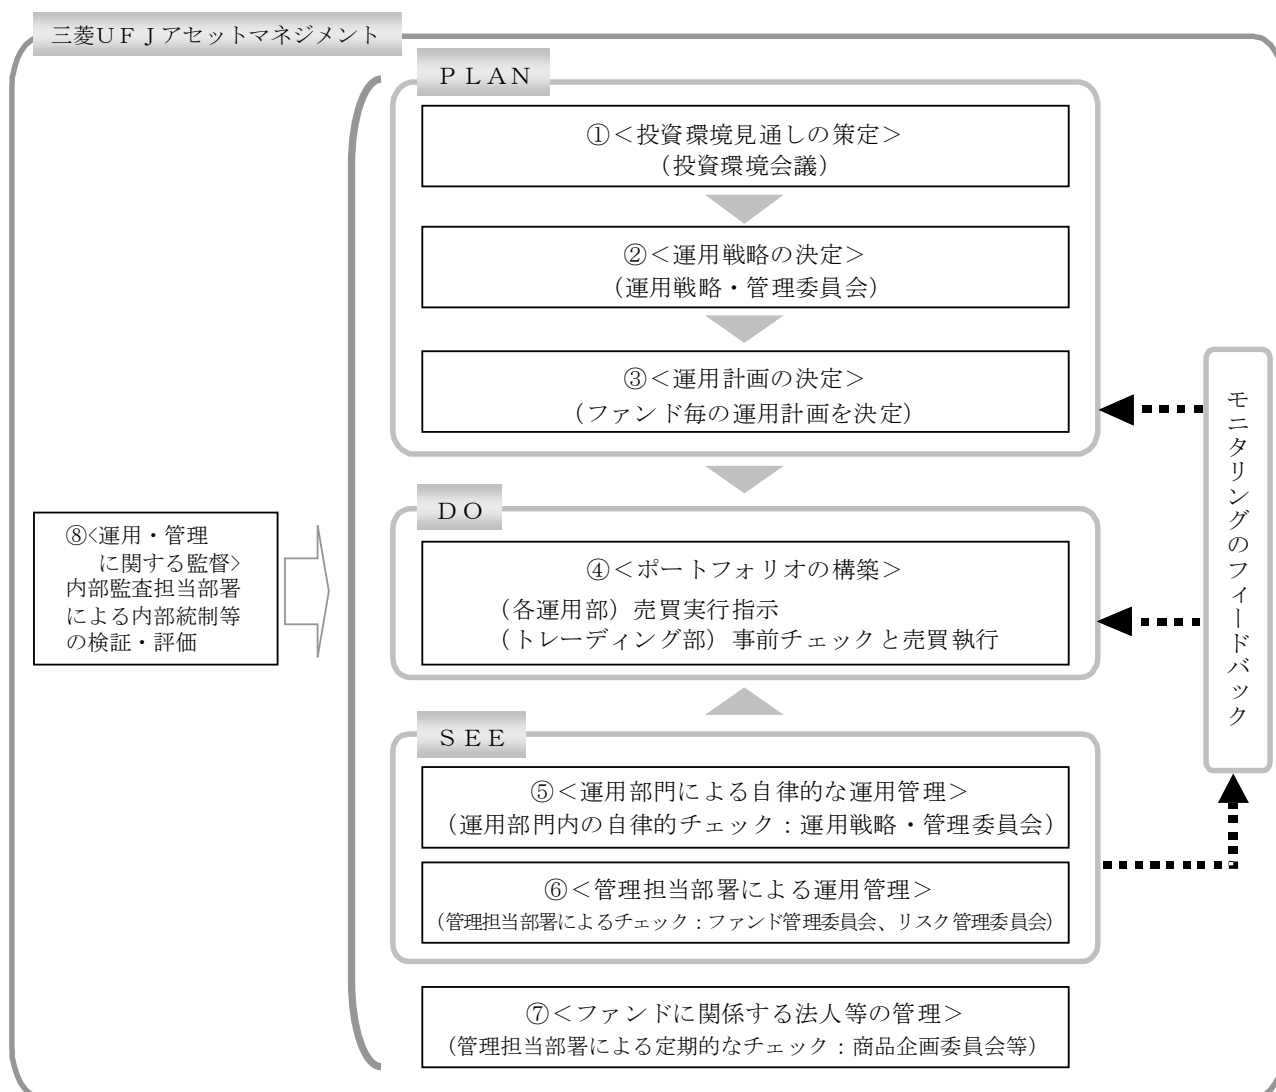 三菱ＵＦＪアセットマネジメント
ＰＬＡＮ
①＜投資環境見通しの策定＞
（投資環境会議）
②＜運用戦略の決定＞
（運用戦略・管理委員会）
③＜運用計画の決定＞
（ファンド毎の運用計画を決定）
ＤＯ
④＜ポートフォリオの構築＞
（各運用部）売買実行指示
（トレーディング部）事前チェックと売買執行
ＳＥＥ
⑤＜運用部門による自律的な運用管理＞
（運用部門内の自律的チェック：運用戦略・管理委員会）
⑥＜管理担当部署による運用管理＞
（管理担当部署によるチェック：ファンド管理委員会、リスク管理委員会）
⑦＜ファンドに関係する法人等の管理＞
（管理担当部署による定期的なチェック：商品企画委員会等）
⑧<運用・管理
に関する監督>
内部監査担当部署
による内部統制等
の検証・評価
モニタリングのフィードバック